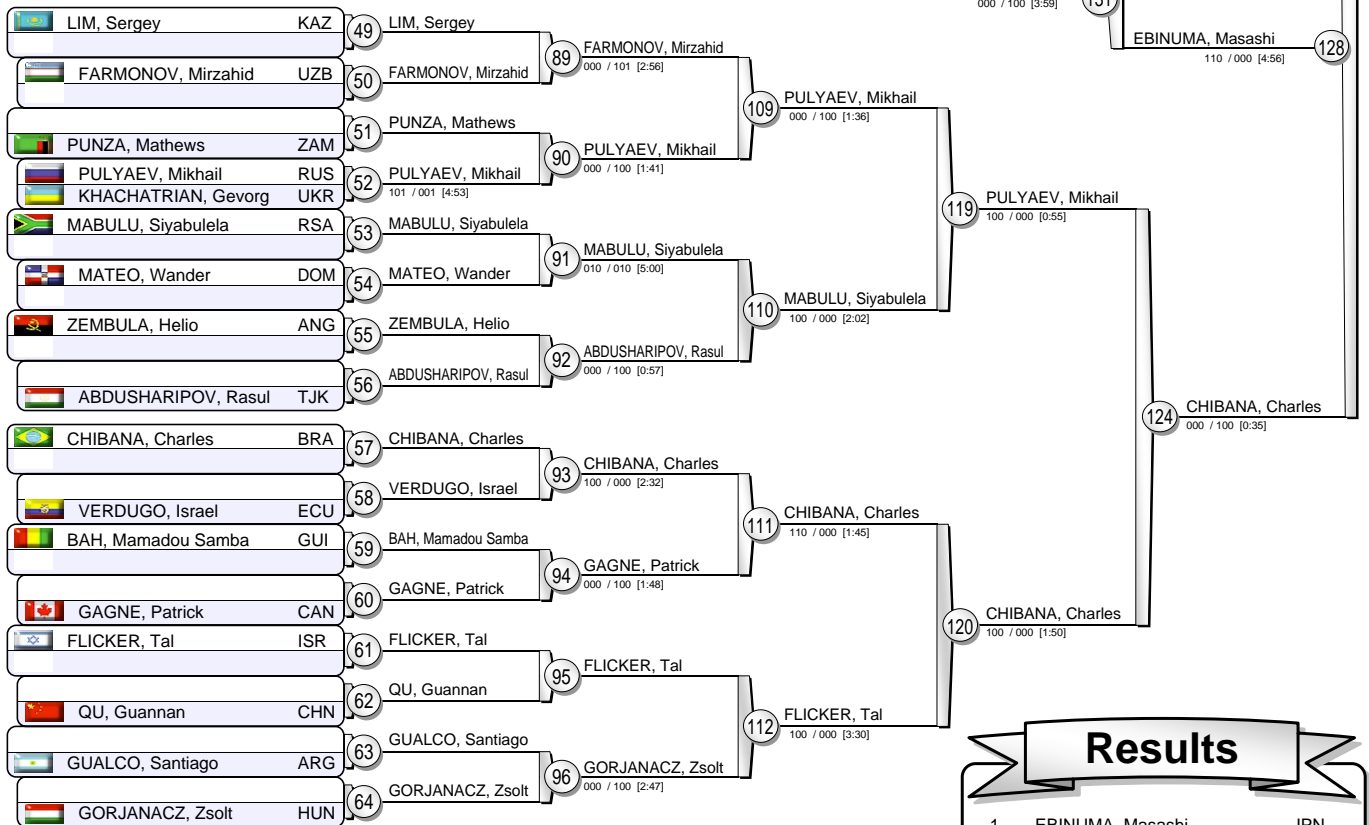 000 / 100 [3:59]
EBINUMA, Masashi
128
110 / 000 [4:56]
LIM, Sergey KAZ
49
LIM, Sergey
FARMONOV, Mirzahid UZB
50
FARMONOV, Mirzahid
89
FARMONOV, Mirzahid
000 / 101 [2:56]
PUNZA, Mathews ZAM
51
PUNZA, Mathews
PULYAEV, Mikhail RUS
KHACHATRIAN, Gevorg UKR
52
PULYAEV, Mikhail
101 / 001 [4:53]
90
PULYAEV, Mikhail
000 / 100 [1:41]
109
PULYAEV, Mikhail
000 / 100 [1:36]
MABULU, Siyabulela RSA
53
MABULU, Siyabulela
MATEO, Wander DOM
54
MATEO, Wander
91
MABULU, Siyabulela
010 / 010 [5:00]
ZEMBULA, Helio ANG
55
ZEMBULA, Helio
ABDUSHARIPOV, Rasul TJK
56
ABDUSHARIPOV, Rasul
92
ABDUSHARIPOV, Rasul
000 / 100 [0:57]
110
MABULU, Siyabulela
100 / 000 [2:02]
119
PULYAEV, Mikhail
100 / 000 [0:55]
CHIBANA, Charles BRA
57
CHIBANA, Charles
VERDUGO, Israel ECU
58
VERDUGO, Israel
93
CHIBANA, Charles
100 / 000 [2:32]
BAH, Mamadou Samba GUI
59
BAH, Mamadou Samba
GAGNE, Patrick CAN
60
GAGNE, Patrick
94
GAGNE, Patrick
000 / 100 [1:48]
111
CHIBANA, Charles
110 / 000 [1:45]
FLICKER, Tal ISR
61
FLICKER, Tal
QU, Guannan CHN
62
QU, Guannan
95
FLICKER, Tal
GUALCO, Santiago ARG
63
GUALCO, Santiago
GORJANACZ, Zsolt HUN
64
GORJANACZ, Zsolt
96
GORJANACZ, Zsolt
000 / 100 [2:47]
112
FLICKER, Tal
100 / 000 [3:30]
120
CHIBANA, Charles
100 / 000 [1:50]
124
CHIBANA, Charles
000 / 100 [0:35]
Results
1 EBINUMA, Masashi JPN